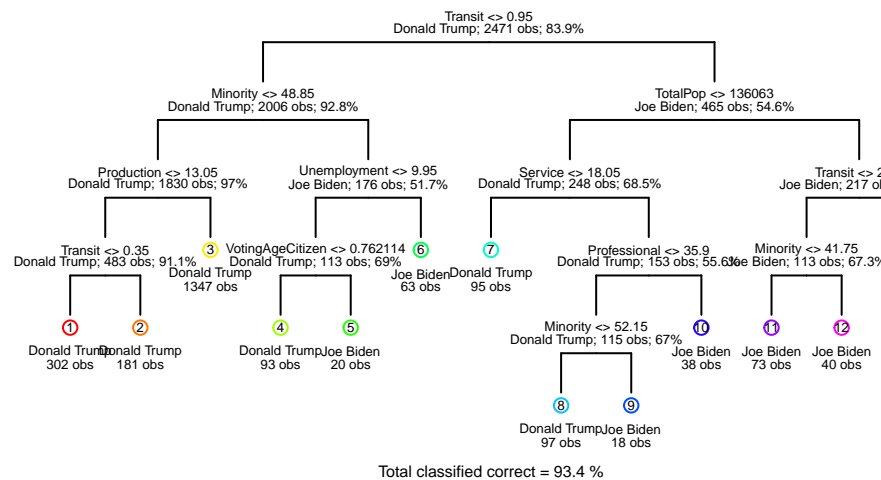 Transit <> 0.95
Donald Trump; 2471 obs; 83.9%
Minority <> 48.85
Donald Trump; 2006 obs; 92.8%
TotalPop <> 136063
Joe Biden; 465 obs; 54.6%
Production <> 13.05
Donald Trump; 1830 obs; 97%
Unemployment <> 9.95
Joe Biden; 176 obs; 51.7%
Service <> 18.05
Donald Trump; 248 obs; 68.5%
Transit <> 2
Joe Biden; 217 o
Transit <> 0.35
Donald Trump; 483 obs; 91.1%
3
Donald Trump
1347 obs
VotingAgeCitizen <> 0.762114
Donald Trump; 113 obs; 69%
6
Joe Biden
63 obs
7
Donald Trump
95 obs
Professional <> 35.9
Donald Trump; 153 obs; 55.6%
Minority <> 41.75
Joe Biden; 113 obs; 67.3%
1
Donald Trump
302 obs
2
Donald Trump
181 obs
4
Donald Trump
93 obs
5
Joe Biden
20 obs
Minority <> 52.15
Donald Trump; 115 obs; 67%
10
Joe Biden
38 obs
11
Joe Biden
73 obs
12
Joe Biden
40 obs
8
Donald Trump
97 obs
9
Joe Biden
18 obs
Total classified correct = 93.4 %